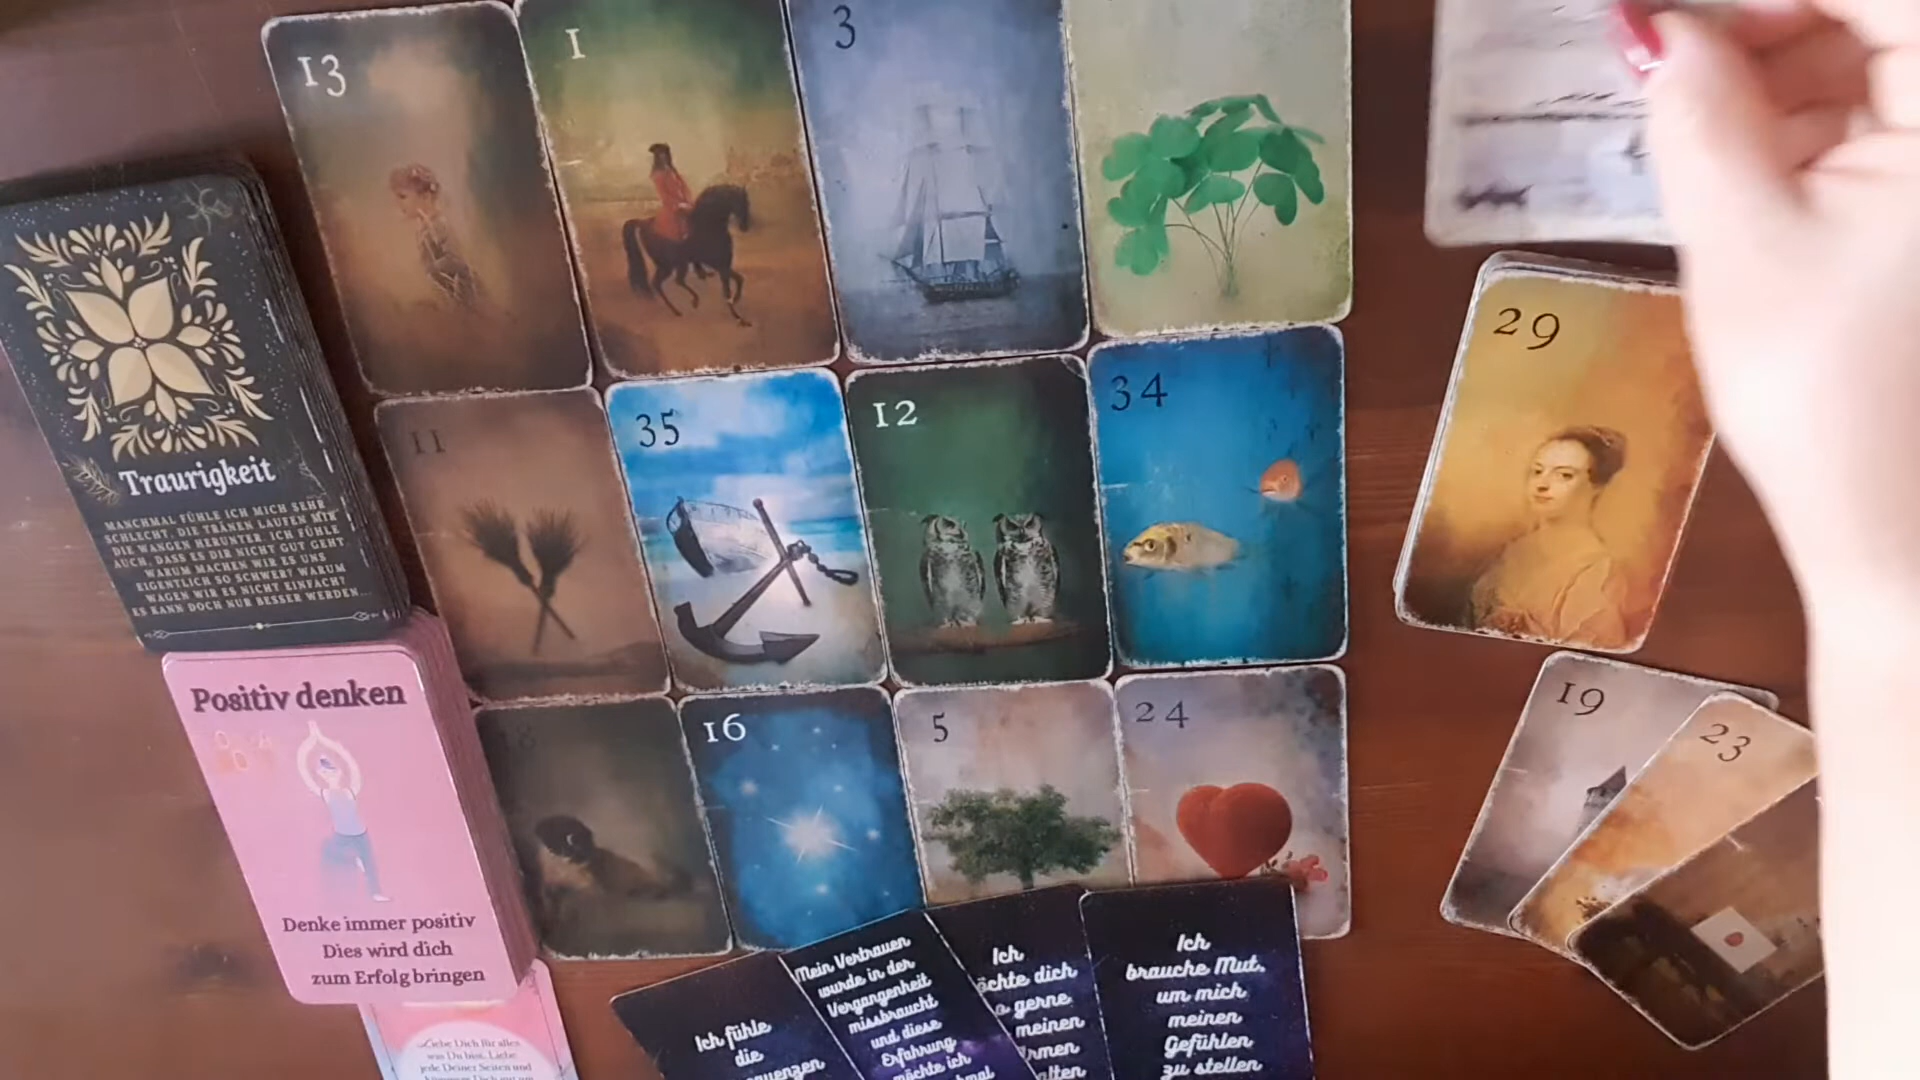 13
1
3
29
11
35
12
34
19
23
16
5
24
Traurigkeit
MANCHMAL FÜHLE ICH MICH SEHR
SCHLECHT. DIE TRÄNEN LAUFEN MIR
DIE WANGEN HERUNTER. ICH FÜHLE
AUCH, DASS ES DIR NICHT GUT GEHT
WARUM MACHEN WIR ES UNS
EIGENTLICH SO SCHWER? WARUM
WAGEN WIR ES NICHT EINFACH?
ES KANN DOCH NUR BESSER WERDEN...
Positiv denken
Denke immer positiv
Dies wird dich
zum Erfolg bringen
Liebe Dich für alles
was Du bist. Liebe
jede Deiner Seiten und
Ich fühle
die
Mein Vertrauen
wurde in der
Vergangenheit
missbraucht
und diese
Erfahrung
möchte ich
Ich
dich
gerne
meinen
Ich
brauche Mut,
um mich
meinen
Gefühlen
zu stellen